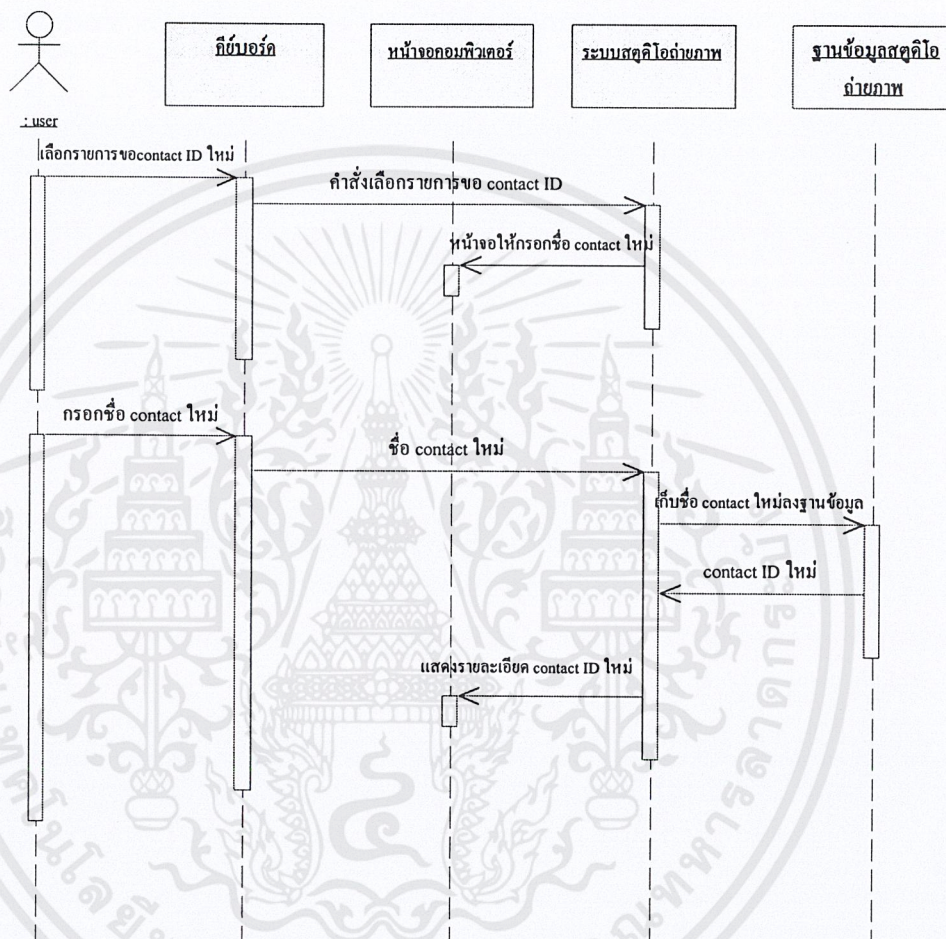 คีย์บอร์ด
หน้าจอคอมพิวเตอร์
ระบบสตูดิโอถ่ายภาพ
ฐานข้อมูลสตูดิโอ
ถ่ายภาพ
: user
เลือกรายการขอcontact ID ใหม่
คำสั่งเลือกรายการขอ contact ID
หน้าจอให้กรอกชื่อ contact ใหม่
กรอกชื่อ contact ใหม่
ชื่อ contact ใหม่
เก็บชื่อ contact ใหม่ลงฐานข้อมูล
contact ID ใหม่
แสดงรายละเอียด contact ID ใหม่